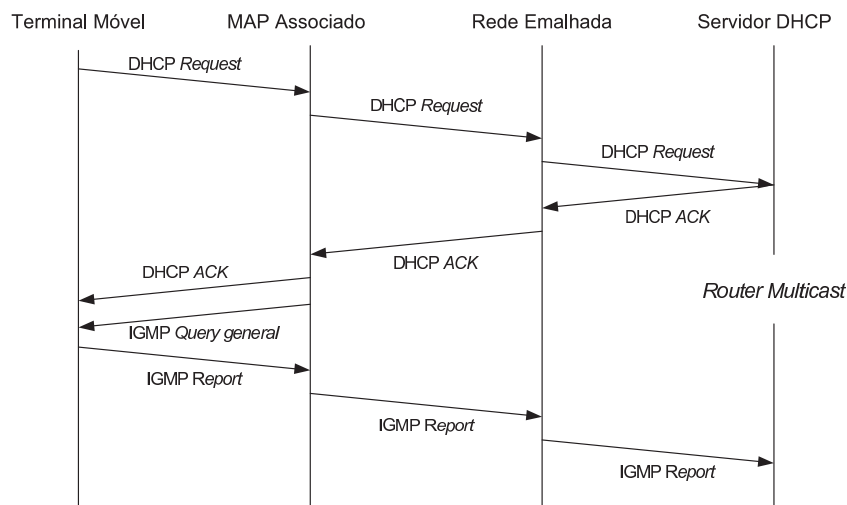 Terminal Móvel
MAP Associado
Rede Emalhada
Servidor DHCP
DHCP Request
DHCP Request
DHCP Request
DHCP ACK
DHCP ACK
DHCP ACK
Router Multicast
IGMP Query general
IGMP Report
IGMP Report
IGMP Report